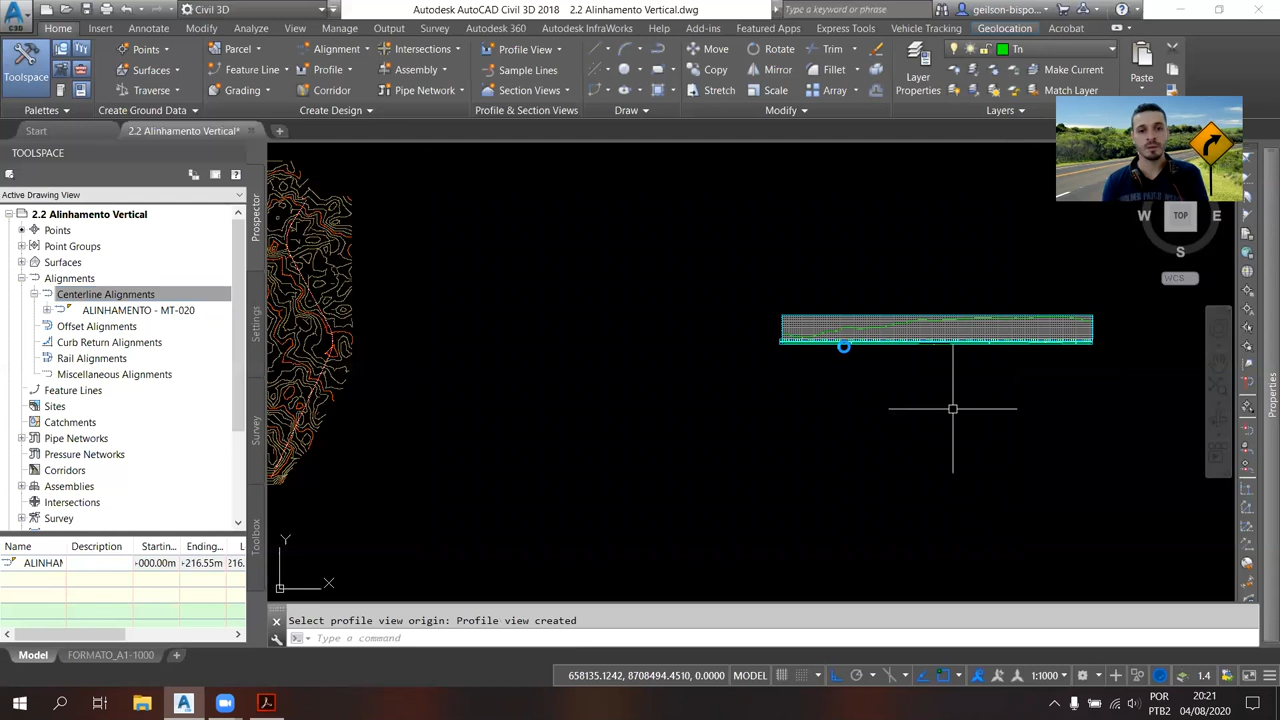 C3D
Civil 3D
Autodesk AutoCAD Civil 3D 2018 2.2 Alinhamento Vertical.dwg
Type a keyword or phrase
geilson-bispo...
Home Insert Annotate Modify Analyze View Manage Output Survey Autodesk 360 Autodesk InfraWorks Help Add-ins Featured Apps Express Tools Vehicle Tracking Geolocation Acrobat
Points Parcel Alignment Intersections Profile View Move Rotate Trim Tn
Toolspace Surfaces Feature Line Profile Assembly Sample Lines Copy Mirror Fillet Layer Properties Make Current Paste
Traverse Grading Corridor Pipe Network Section Views Stretch Scale Array Match Layer
Palettes Create Ground Data Create Design Profile & Section Views Draw Modify Layers
Start 2.2 Alinhamento Vertical*
TOOLSPACE
Active Drawing View
2.2 Alinhamento Vertical
Points
Point Groups
Surfaces
Alignments
Centerline Alignments
ALINHAMENTO - MT-020
Offset Alignments
Curb Return Alignments
Rail Alignments
Miscellaneous Alignments
Feature Lines
Sites
Catchments
Pipe Networks
Pressure Networks
Corridors
Assemblies
Intersections
Survey
Prospector
Settings
Survey
Toolbox
Name Description Startin... Ending... L
ALINHAM +000.00m +216.55m 216.
W TOP E
S
WCS
Properties
Y
X
Select profile view origin: Profile view created
Type a command
Model FORMATO_A1-1000
658135.1242, 8708494.4510, 0.0000 MODEL 1:1000 1.4
POR 20:21
PTB2 04/08/2020